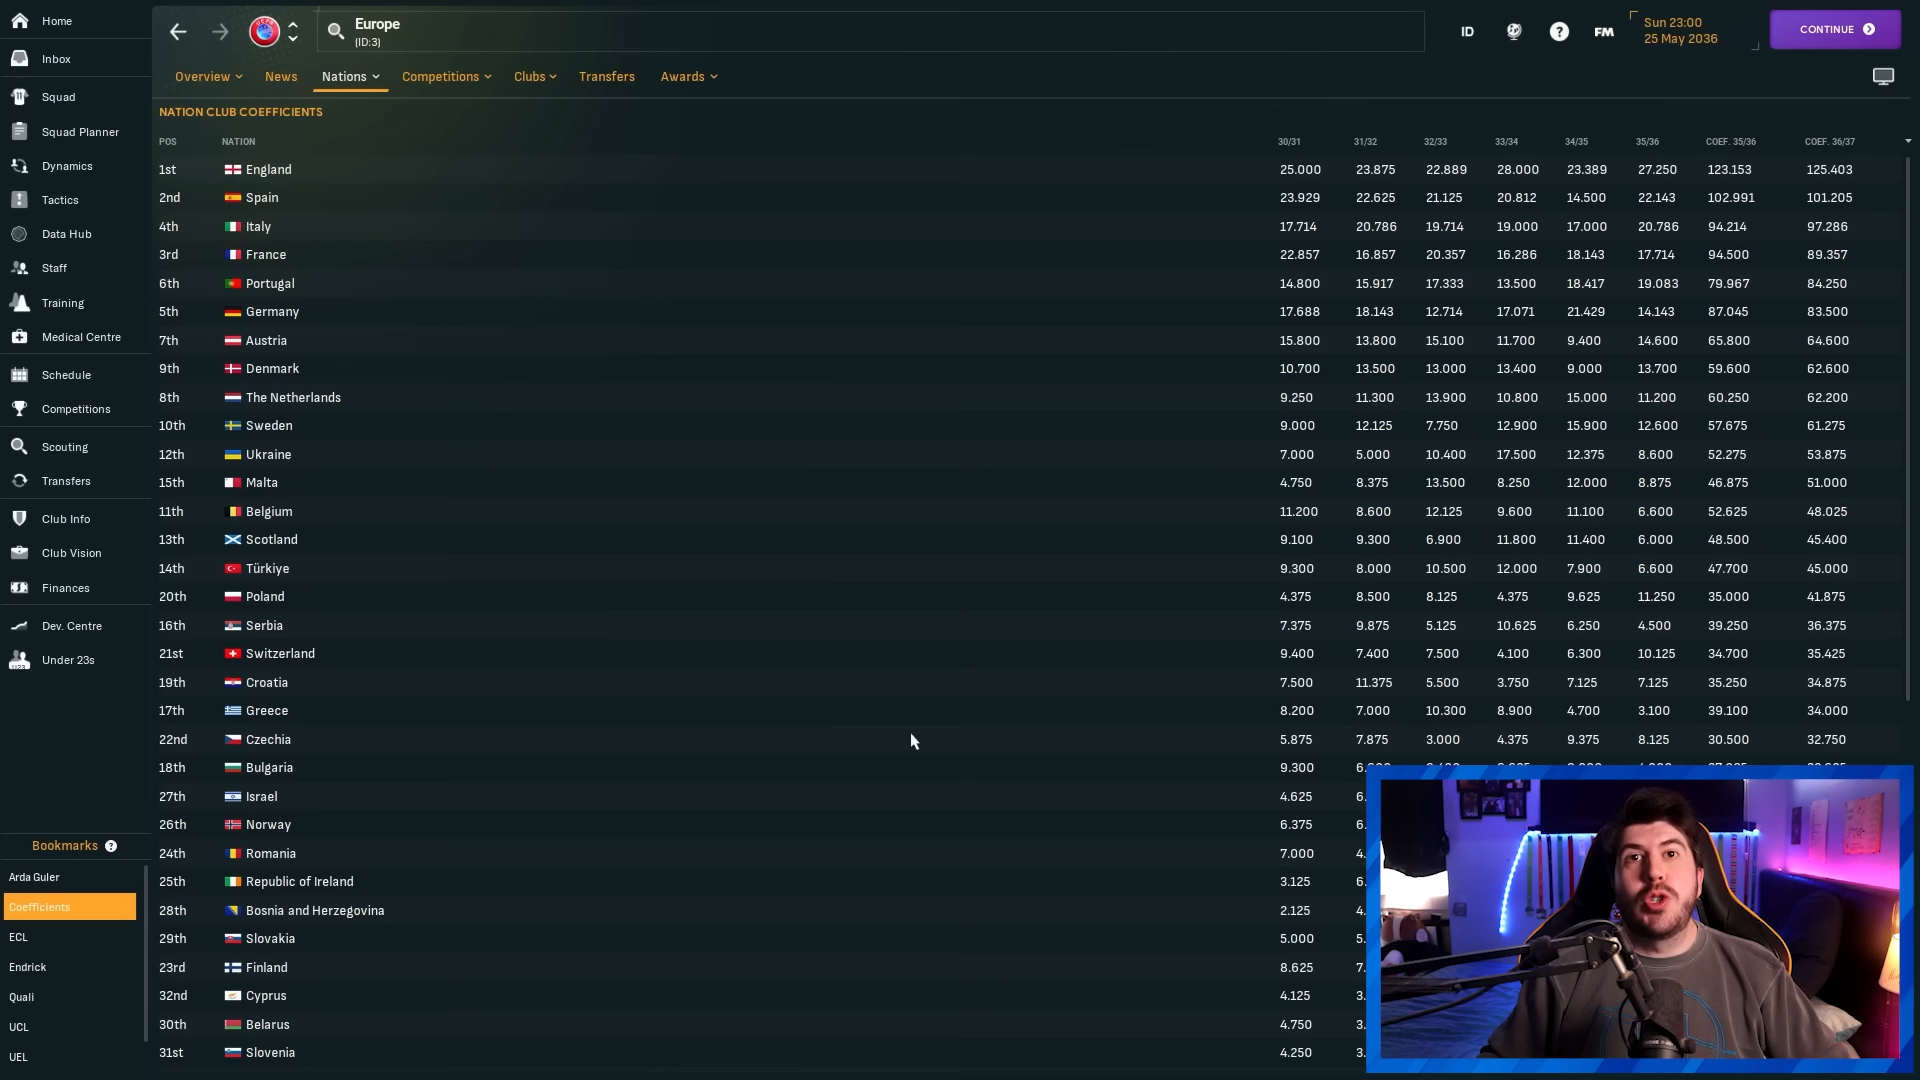 Home
Inbox
Squad
Squad Planner
Dynamics
Tactics
Data Hub
Staff
Training
Medical Centre
Schedule
Competitions
Scouting
Transfers
Club Info
Club Vision
Finances
Dev. Centre
Under 23s
Bookmarks ?
Arda Guler
Coefficients
ECL
Endrick
Quali
UCL
UEL
Europe
(ID:3)
ID
?
FM
Sun 23:00
25 May 2036
CONTINUE
Overview News Nations Competitions Clubs Transfers Awards
NATION CLUB COEFFICIENTS
POS NATION 30/31 31/32 32/33 33/34 34/35 35/36 COEF. 35/36 COEF. 36/37
1st England 25.000 23.875 22.889 28.000 23.389 27.250 123.153 125.403
2nd Spain 23.929 22.625 21.125 20.812 14.500 22.143 102.991 101.205
4th Italy 17.714 20.786 19.714 19.000 17.000 20.786 94.214 97.286
3rd France 22.857 16.857 20.357 16.286 18.143 17.714 94.500 89.357
6th Portugal 14.800 15.917 17.333 13.500 18.417 19.083 79.967 84.250
5th Germany 17.688 18.143 12.714 17.071 21.429 14.143 87.045 83.500
7th Austria 15.800 13.800 15.100 11.700 9.400 14.600 65.800 64.600
9th Denmark 10.700 13.500 13.000 13.400 9.000 13.700 59.600 62.600
8th The Netherlands 9.250 11.300 13.900 10.800 15.000 11.200 60.250 62.200
10th Sweden 9.000 12.125 7.750 12.900 15.900 12.600 57.675 61.275
12th Ukraine 7.000 5.000 10.400 17.500 12.375 8.600 52.275 53.875
15th Malta 4.750 8.375 13.500 8.250 12.000 8.875 46.875 51.000
11th Belgium 11.200 8.600 12.125 9.600 11.100 6.600 52.625 48.025
13th Scotland 9.100 9.300 6.900 11.800 11.400 6.000 48.500 45.400
14th Türkiye 9.300 8.000 10.500 12.000 7.900 6.600 47.700 45.000
20th Poland 4.375 8.500 8.125 4.375 9.625 11.250 35.000 41.875
16th Serbia 7.375 9.875 5.125 10.625 6.250 4.500 39.250 36.375
21st Switzerland 9.400 7.400 7.500 4.100 6.300 10.125 34.700 35.425
19th Croatia 7.500 11.375 5.500 3.750 7.125 7.125 35.250 34.875
17th Greece 8.200 7.000 10.300 8.900 4.700 3.100 39.100 34.000
22nd Czechia 5.875 7.875 3.000 4.375 9.375 8.125 30.500 32.750
18th Bulgaria 9.300
27th Israel 4.625 6.
26th Norway 6.375 6.
24th Romania 7.000 4.
25th Republic of Ireland 3.125 6.
28th Bosnia and Herzegovina 2.125 4.
29th Slovakia 5.000 5.
23rd Finland 8.625 7.
32nd Cyprus 4.125 3.
30th Belarus 4.750 3.
31st Slovenia 4.250 3.